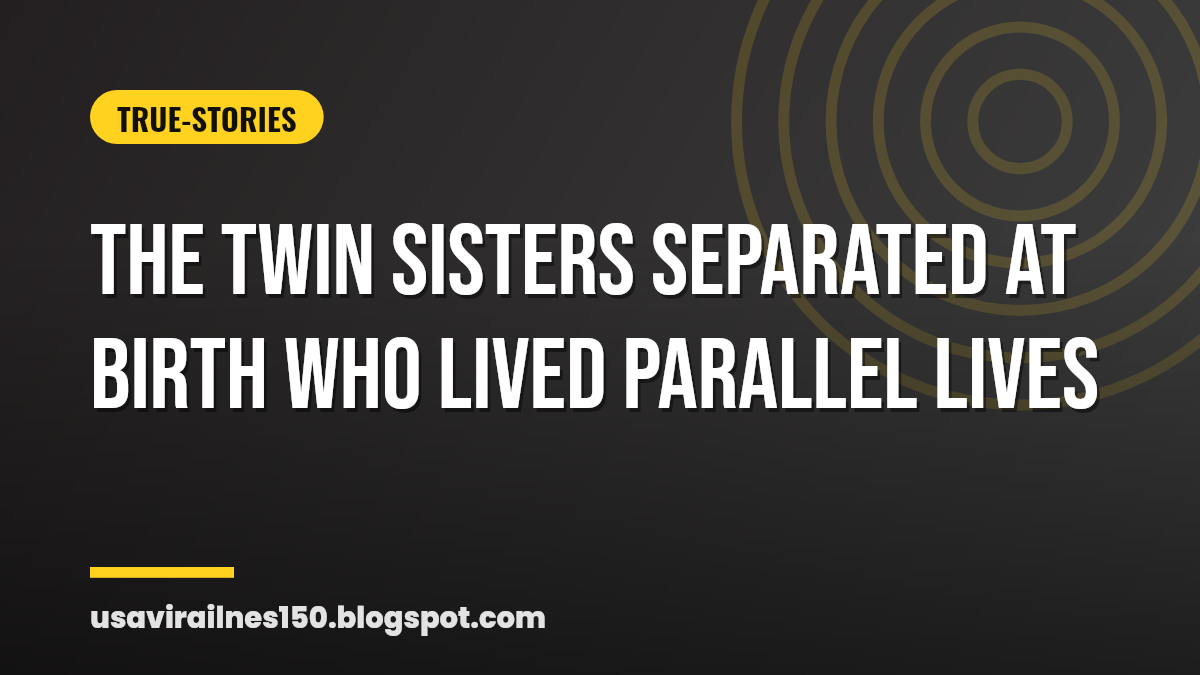 TRUE-STORIES
THE TWIN SISTERS SEPARATED AT
BIRTH WHO LIVED PARALLEL LIVES
usavirailnes150.blogspot.com